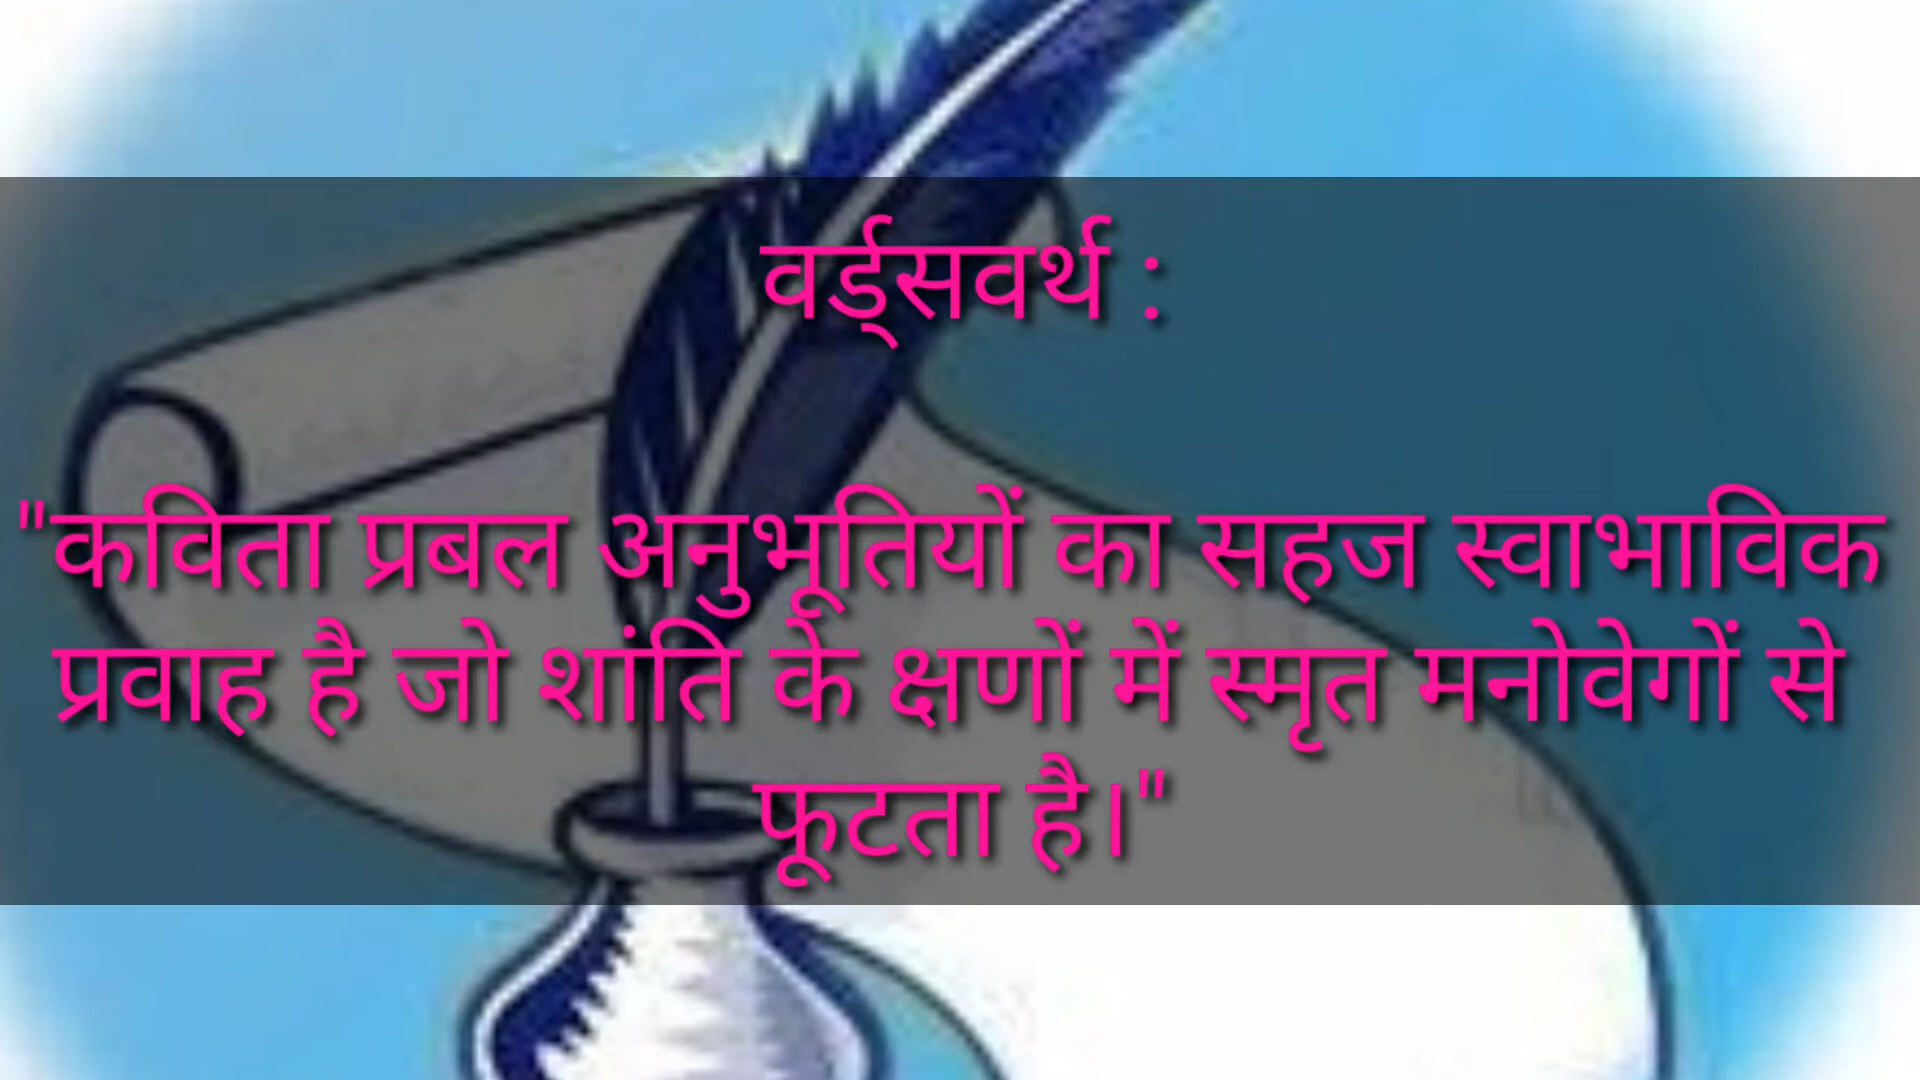 वर्ड्सवर्थ :
"कविता प्रबल अनुभूतियों का सहज स्वाभाविक
प्रवाह है जो शांति के क्षणों में स्मृत मनोवेगों से
फूटता है।"